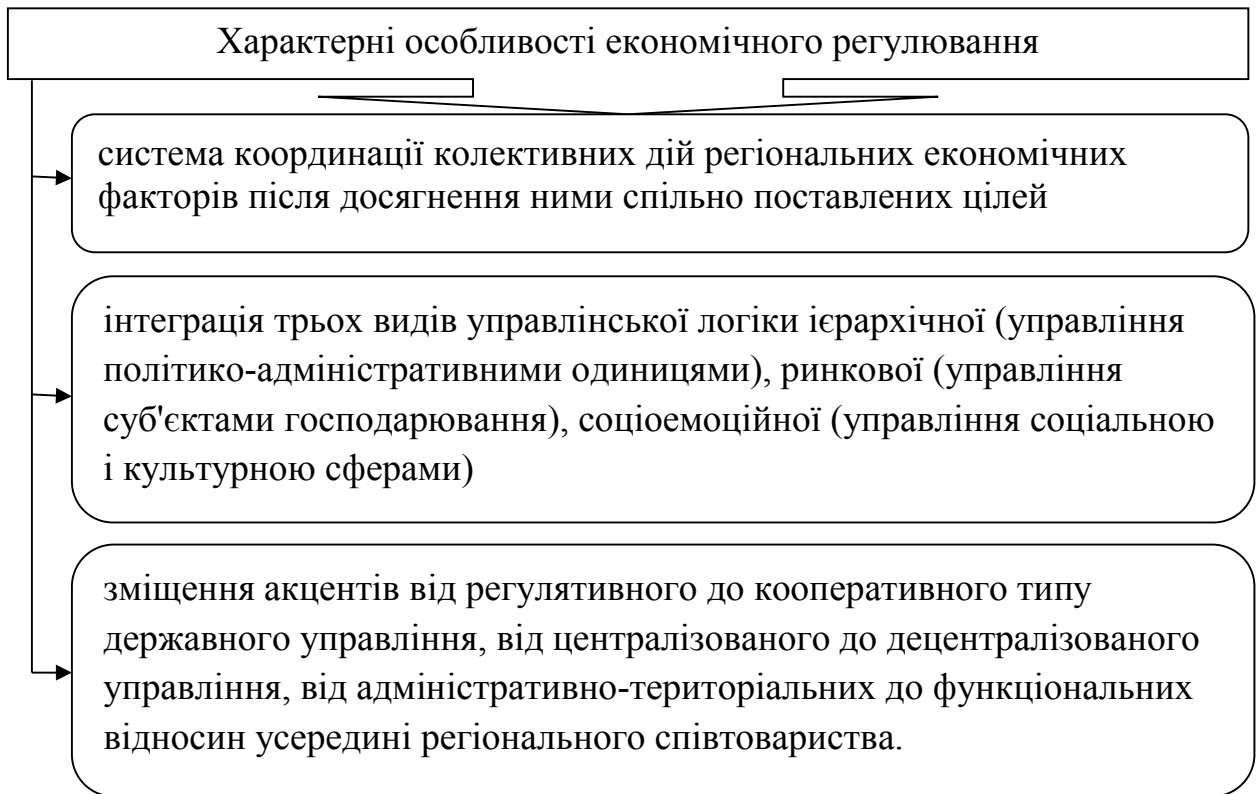 Характерні особливості економічного регулювання
система координації колективних дій регіональних економічних
факторів після досягнення ними спільно поставлених цілей
інтеграція трьох видів управлінської логіки ієрархічної (управління
політико-адміністративними одиницями), ринкової (управління
суб'єктами господарювання), соціоемоційної (управління соціальною
і культурною сферами)
зміщення акцентів від регулятивного до кооперативного типу
державного управління, від централізованого до децентралізованого
управління, від адміністративно-територіальних до функціональних
відносин усередині регіонального співтовариства.